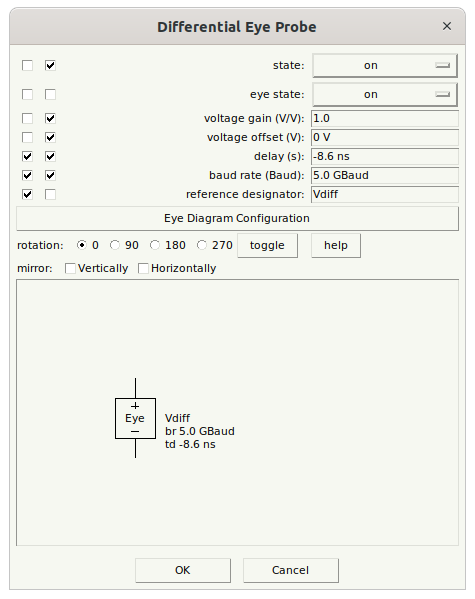 Differential Eye Probe
state: on
eye state: on
voltage gain (V/V): 1.0
voltage offset (V): 0 V
delay (s): -8.6 ns
baud rate (Baud): 5.0 GBaud
reference designator: Vdiff
Eye Diagram Configuration
rotation: 0 90 180 270 toggle help
mirror: Vertically Horizontally
+
Eye
−
Vdiff
br 5.0 GBaud
td -8.6 ns
OK Cancel